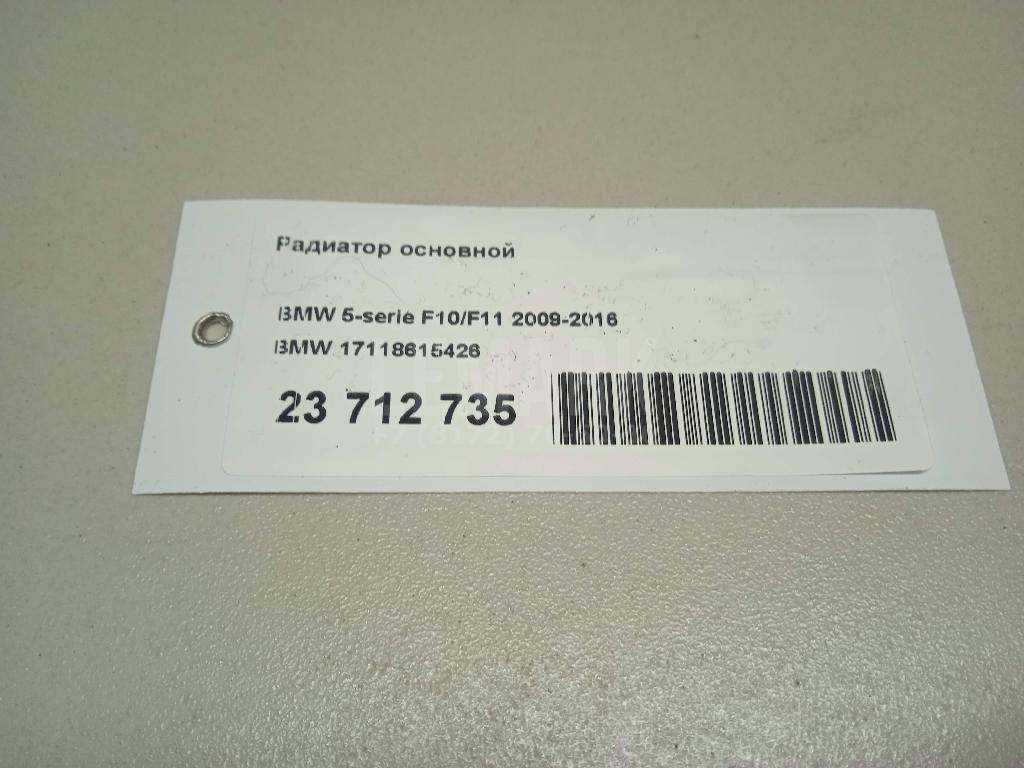 Радиатор основной
BMW 5-serie F10/F11 2009-2016
BMW 17118615426
23 712 735